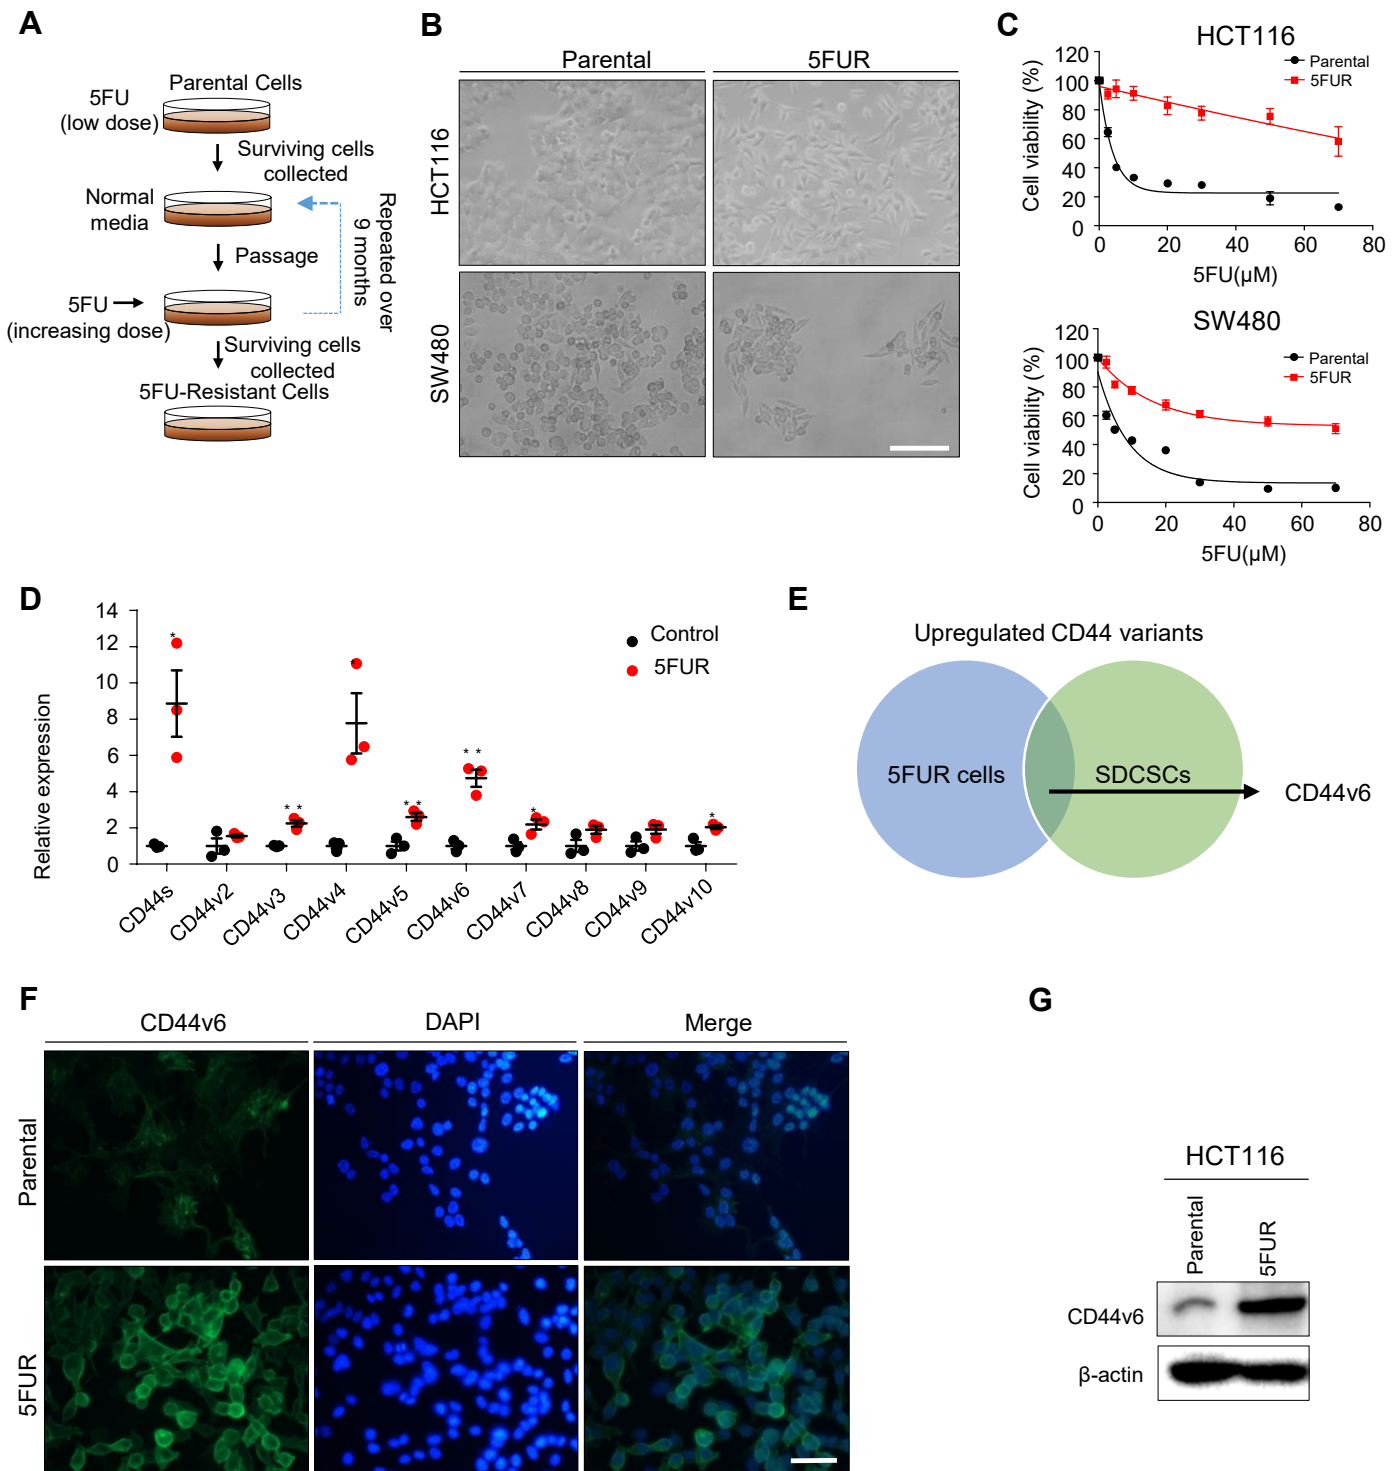 A
Parental Cells
5FU
(low dose)
Surviving cells
collected
Normal
media
Passage
Repeated over
9 months
5FU
(increasing dose)
Surviving cells
collected
5FU-Resistant Cells
B
Parental
5FUR
HCT116
SW480
C
HCT116
Cell viability (%)
120
100
80
60
40
20
0
0
20
40
60
80
5FU(µM)
Parental
5FUR
SW480
Cell viability (%)
120
100
80
60
40
20
0
0
20
40
60
80
5FU(µM)
Parental
5FUR
D
Relative expression
14
12
10
8
6
4
2
0
Control
5FUR
*
* *
*
* *
* *
*
*
CD44s
CD44v2
CD44v3
CD44v4
CD44v5
CD44v6
CD44v7
CD44v8
CD44v9
CD44v10
E
Upregulated CD44 variants
5FUR cells
SDCSCs
CD44v6
F
CD44v6
DAPI
Merge
Parental
5FUR
G
HCT116
Parental
5FUR
CD44v6
β-actin